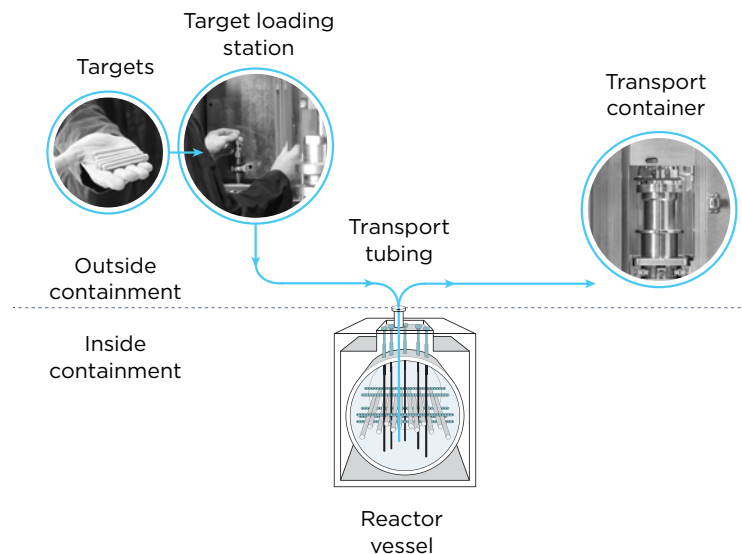 Target loading
station
Targets
Transport
container
Transport
tubing
Outside
containment
Inside
containment
Reactor
vessel